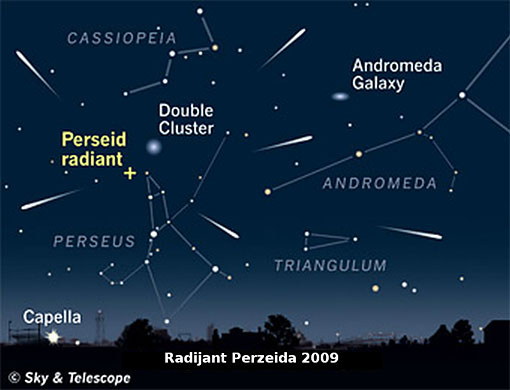 CASSIOPEIA
Andromeda
Galaxy
Double
Cluster
Perseid
radiant
ANDROMEDA
PERSEUS
TRIANGULUM
Capella
Radijant Perzeida 2009
© Sky & Telescope